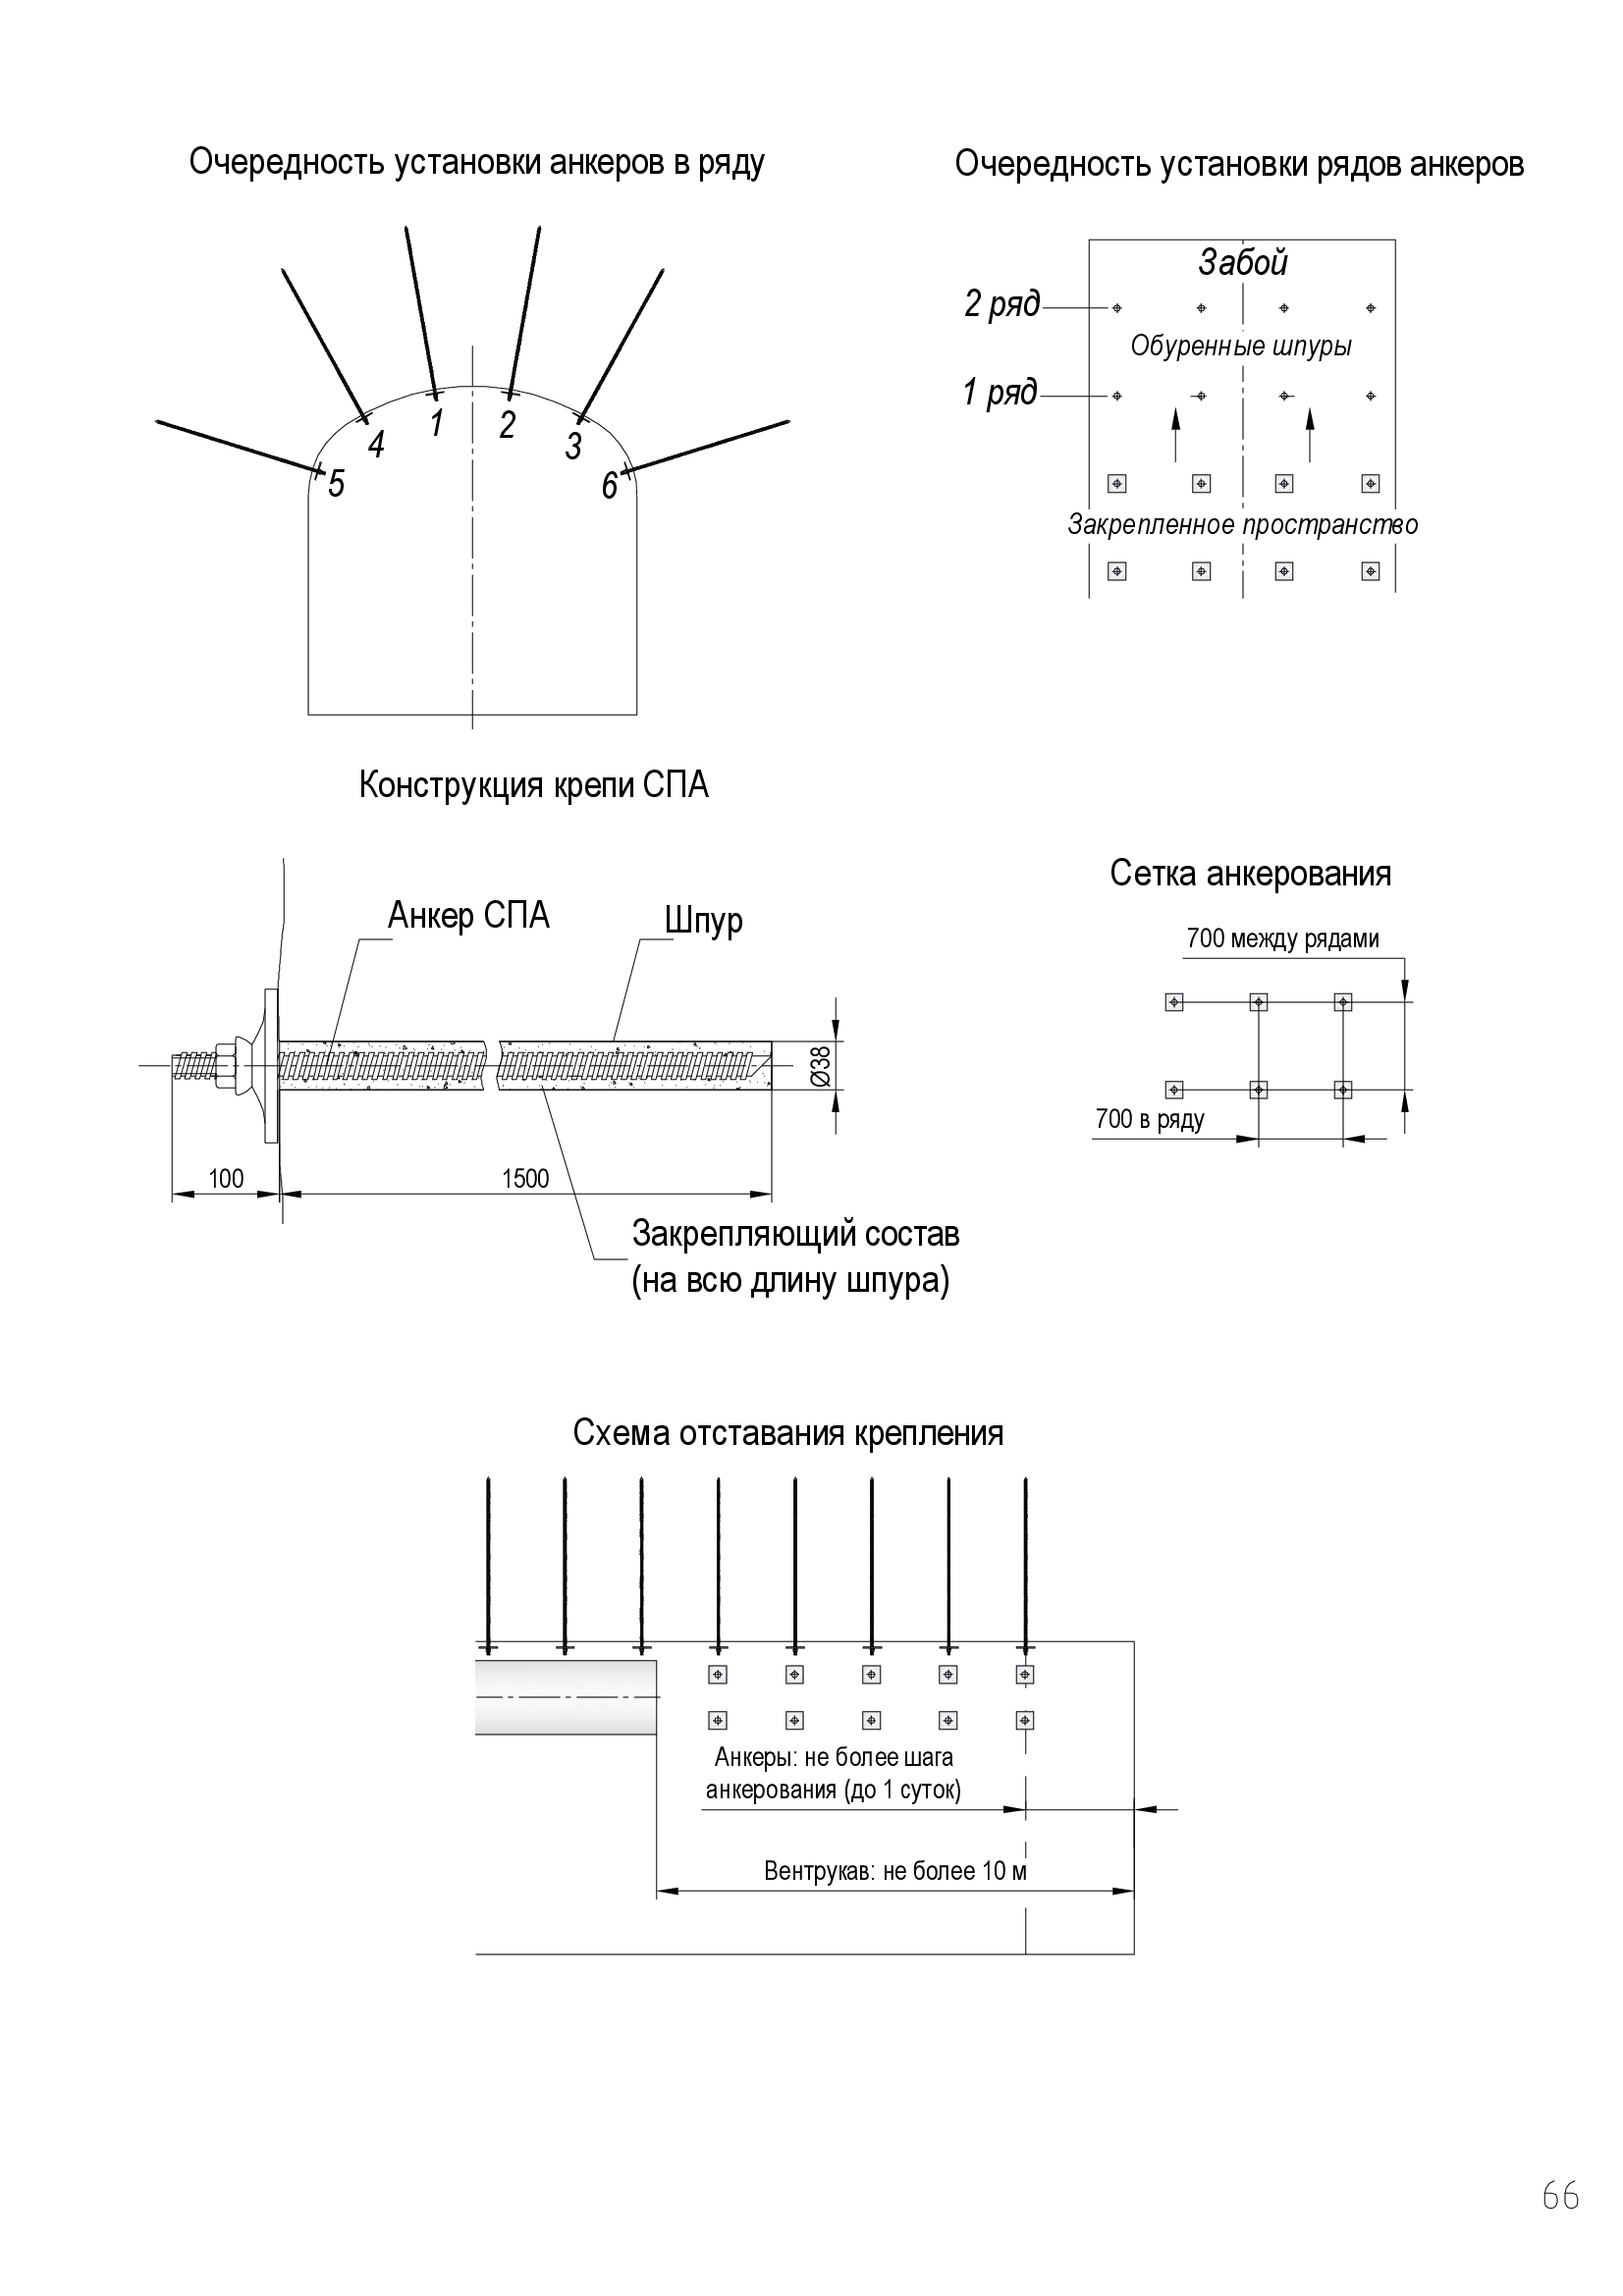 Очередность установки анкеров в ряду
4
1
2
3
5
6
Очередность установки рядов анкеров
Забой
2 ряд
Обуренные шпуры
1 ряд
Закрепленное пространство
Конструкция крепи СПА
Анкер СПА
Шпур
Ø38
100
1500
Закрепляющий состав
(на всю длину шпура)
Сетка анкерования
700 между рядами
700 в ряду
Схема отставания крепления
Анкеры: не более шага
анкерования (до 1 суток)
Вентрукав: не более 10 м
66